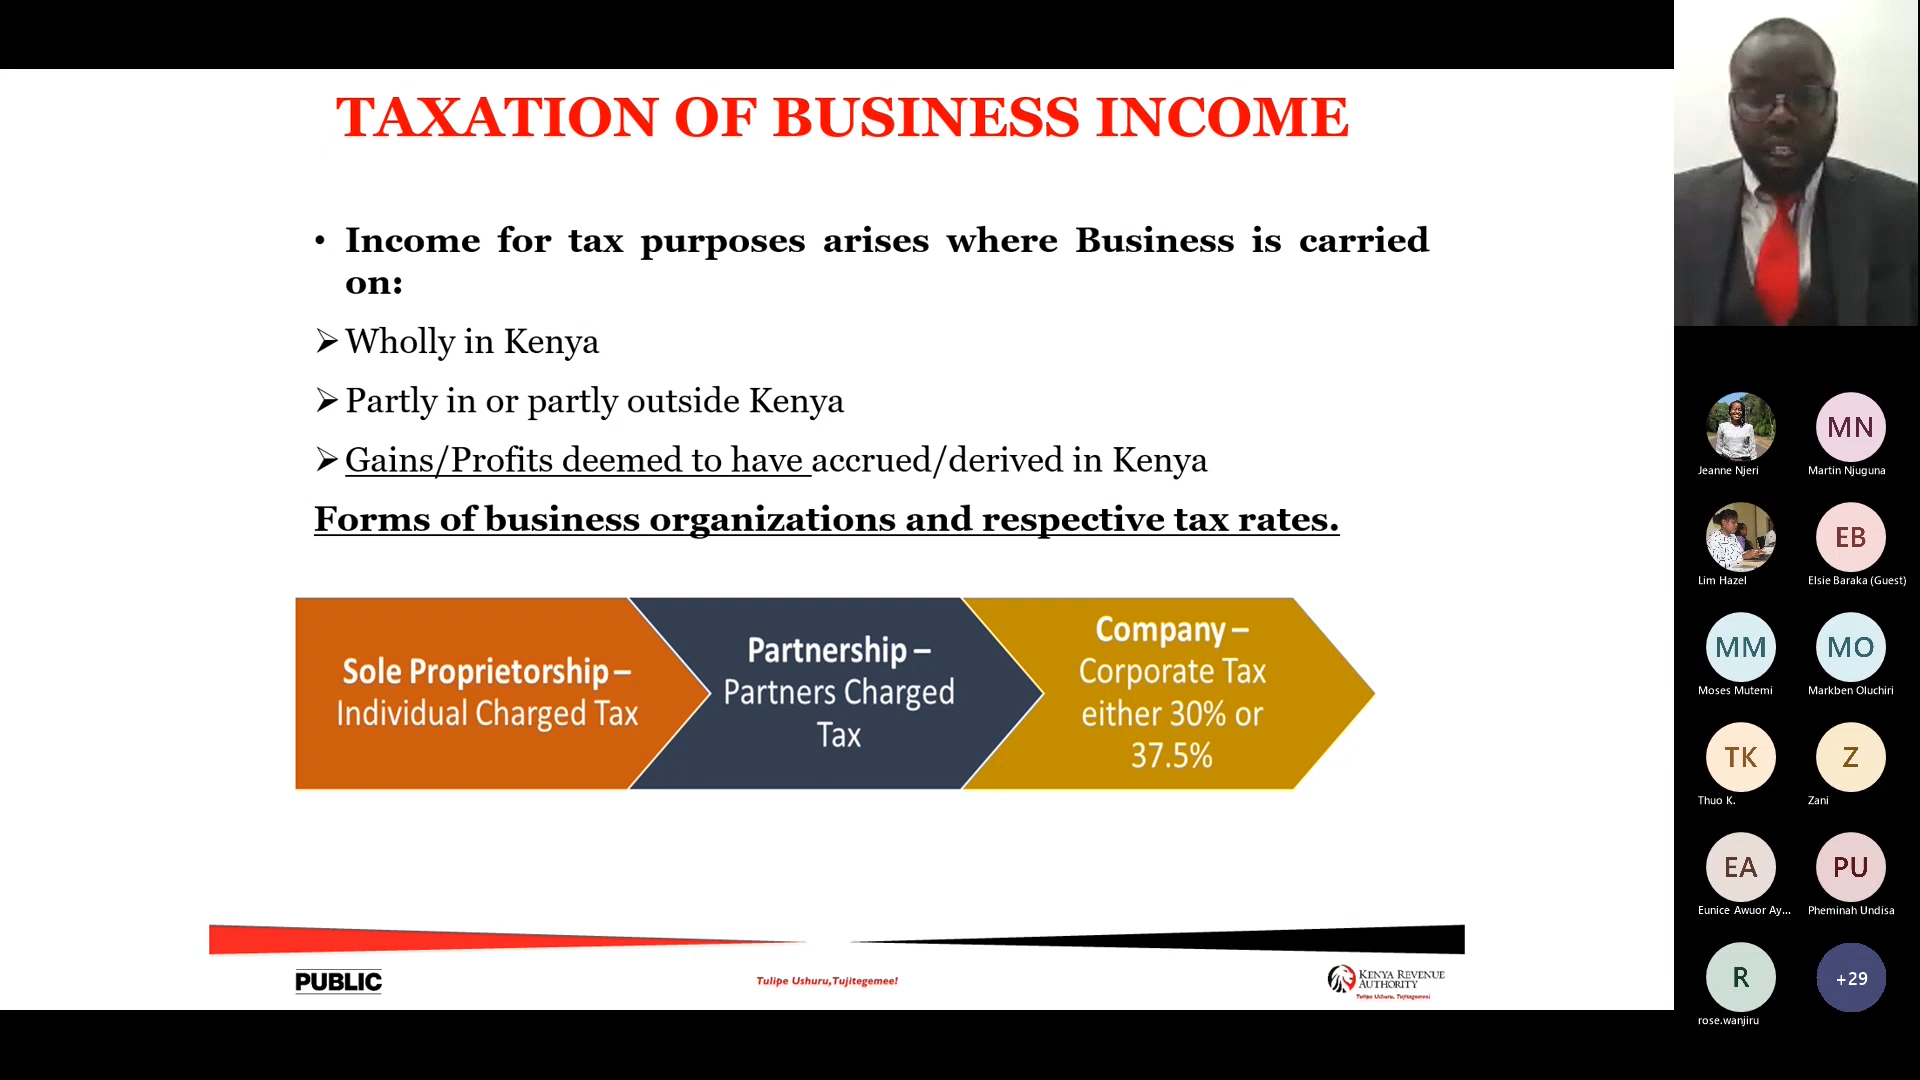 TAXATION OF BUSINESS INCOME
• Income for tax purposes arises where Business is carried
on:
➢ Wholly in Kenya
➢ Partly in or partly outside Kenya
➢ Gains/Profits deemed to have accrued/derived in Kenya
Forms of business organizations and respective tax rates.
Sole Proprietorship –
Individual Charged Tax
Partnership –
Partners Charged
Tax
Company –
Corporate Tax
either 30% or
37.5%
PUBLIC
Tulipe Ushuru,Tujitegemee!
KENYA REVENUE
AUTHORITY
Tulipe Ushuru, Tujitegemee!
Jeanne Njeri
MN
Martin Njuguna
Lim Hazel
EB
Elsie Baraka (Guest)
MM
Moses Mutemi
MO
Markben Oluchiri
TK
Thuo K.
Z
Zani
EA
Eunice Awuor Ay...
PU
Pheminah Undisa
R
rose.wanjiru
+29